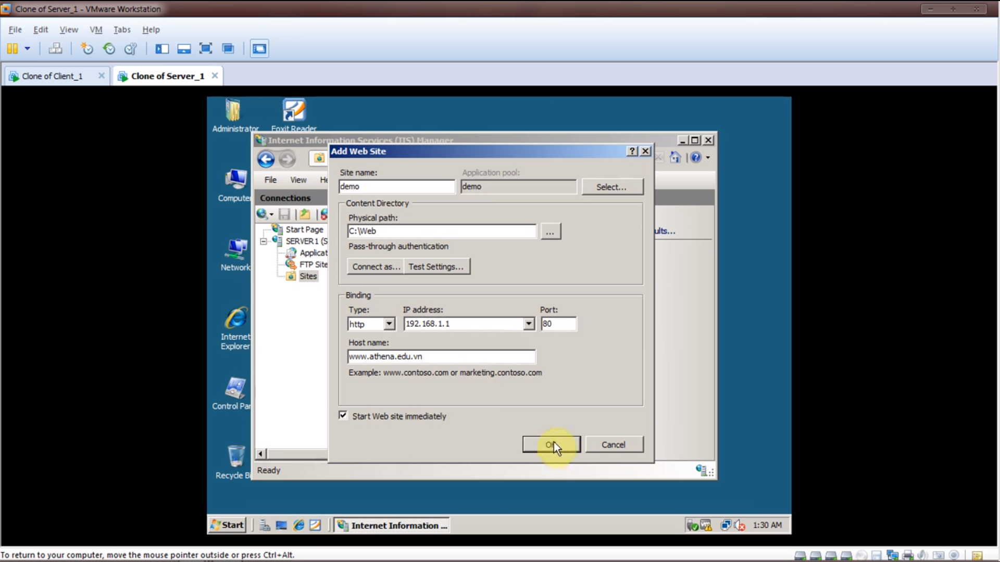 Clone of Server_1 - VMware Workstation
File Edit View VM Tabs Help
Clone of Client_1
Clone of Server_1
Administrator
Foxit Reader
Internet Information Services (IIS) Manager
Add Web Site
Site name:
Application pool:
demo
demo
Select...
File View He
Connections
Content Directory
Physical path:
C:\Web
...
Pass-through authentication
Connect as...
Test Settings...
Start Page
SERVER1 (S
Applicat
FTP Site
Sites
ults...
Computer
Network
Internet
Explorer
Control Par
Recycle Bi
Binding
Type:
IP address:
Port:
http
192.168.1.1
80
Host name:
www.athena.edu.vn
Example: www.contoso.com or marketing.contoso.com
Start Web site immediately
OK
Cancel
Ready
Start
Internet Information ...
1:30 AM
To return to your computer, move the mouse pointer outside or press Ctrl+Alt.